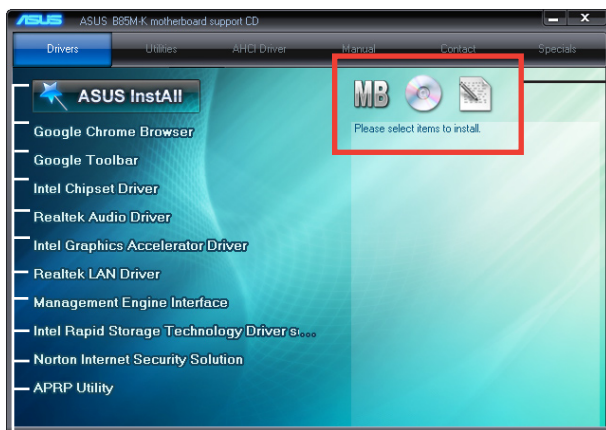 ASUS ASUS B85M-K motherboard support CD
Drivers Utilities AHCI Driver Manual Contact Specials
ASUS InstAll
MB
Please select items to install.
Google Chrome Browser
Google Toolbar
Intel Chipset Driver
Realtek Audio Driver
Intel Graphics Accelerator Driver
Realtek LAN Driver
Management Engine Interface
Intel Rapid Storage Technology Driver s...
Norton Internet Security Solution
APRP Utility